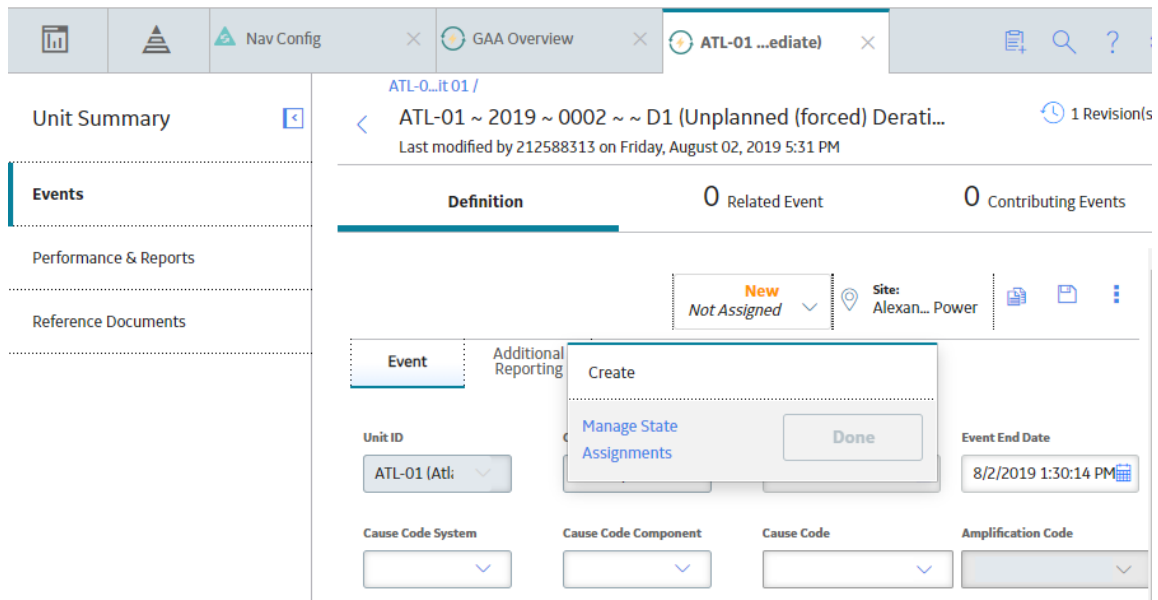 Nav Config
GAA Overview
ATL-01 ...ediate)
Unit Summary
Events
Performance & Reports
Reference Documents
ATL-0...it 01 /
ATL-01 ~ 2019 ~ 0002 ~ ~ D1 (Unplanned (forced) Derati...
Last modified by 212588313 on Friday, August 02, 2019 5:31 PM
1 Revision(s
Definition
0 Related Event
0 Contributing Events
New
Not Assigned
Site:
Alexan... Power
Event
Additional
Reporting
Create
Manage State
Assignments
Done
Unit ID
Event End Date
ATL-01 (Atl
8/2/2019 1:30:14 PM
Cause Code System
Cause Code Component
Cause Code
Amplification Code